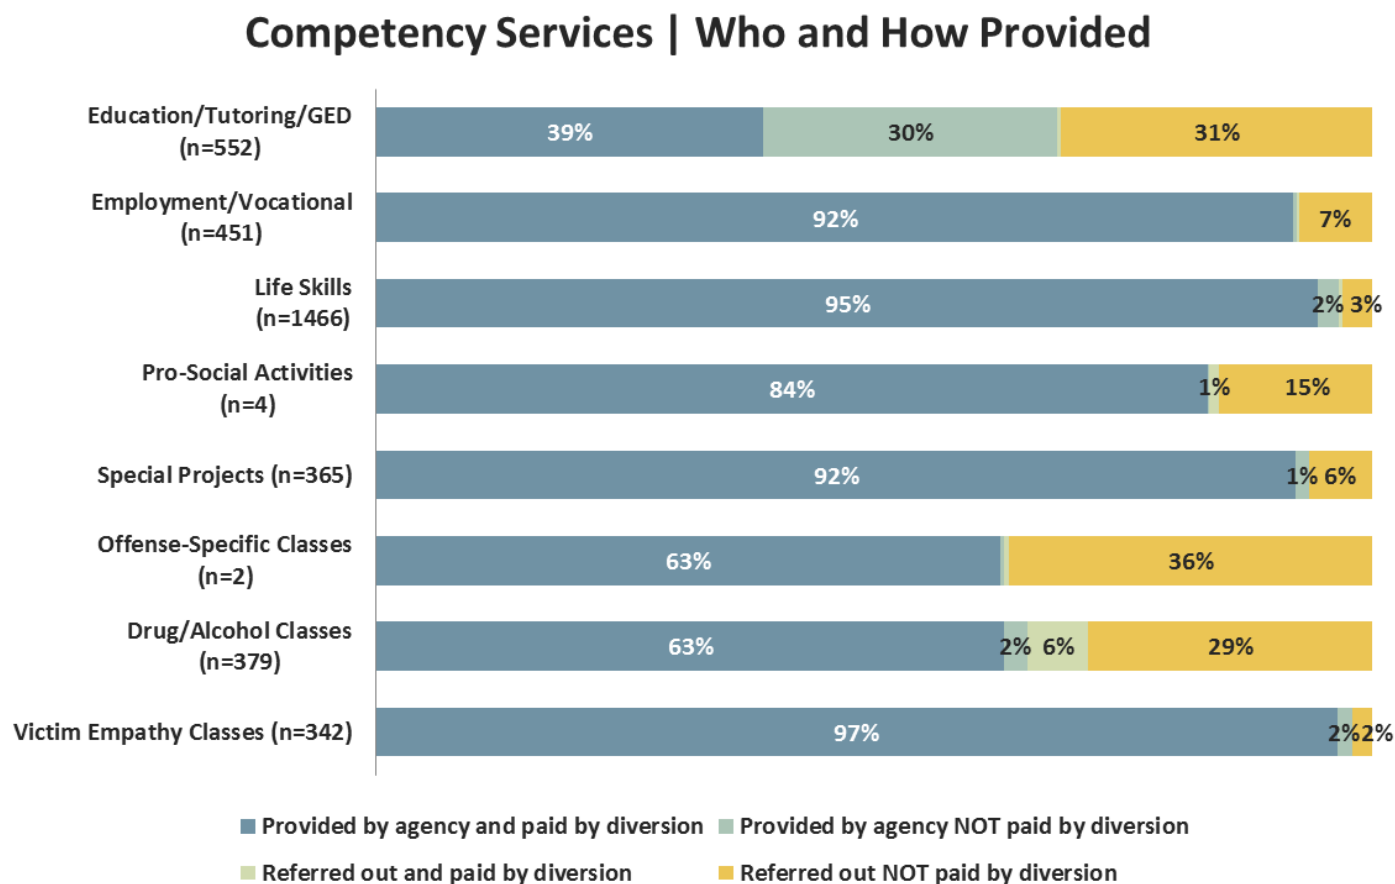 Competency Services | Who and How Provided
Education/Tutoring/GED
(n=552)
39%
30%
31%
Employment/Vocational
(n=451)
92%
7%
Life Skills
(n=1466)
95%
2%
3%
Pro-Social Activities
(n=4)
84%
1%
15%
Special Projects (n=365)
92%
1%
6%
Offense-Specific Classes
(n=2)
63%
36%
Drug/Alcohol Classes
(n=379)
63%
2%
6%
29%
Victim Empathy Classes (n=342)
97%
2%
2%
Provided by agency and paid by diversion
Provided by agency NOT paid by diversion
Referred out and paid by diversion
Referred out NOT paid by diversion